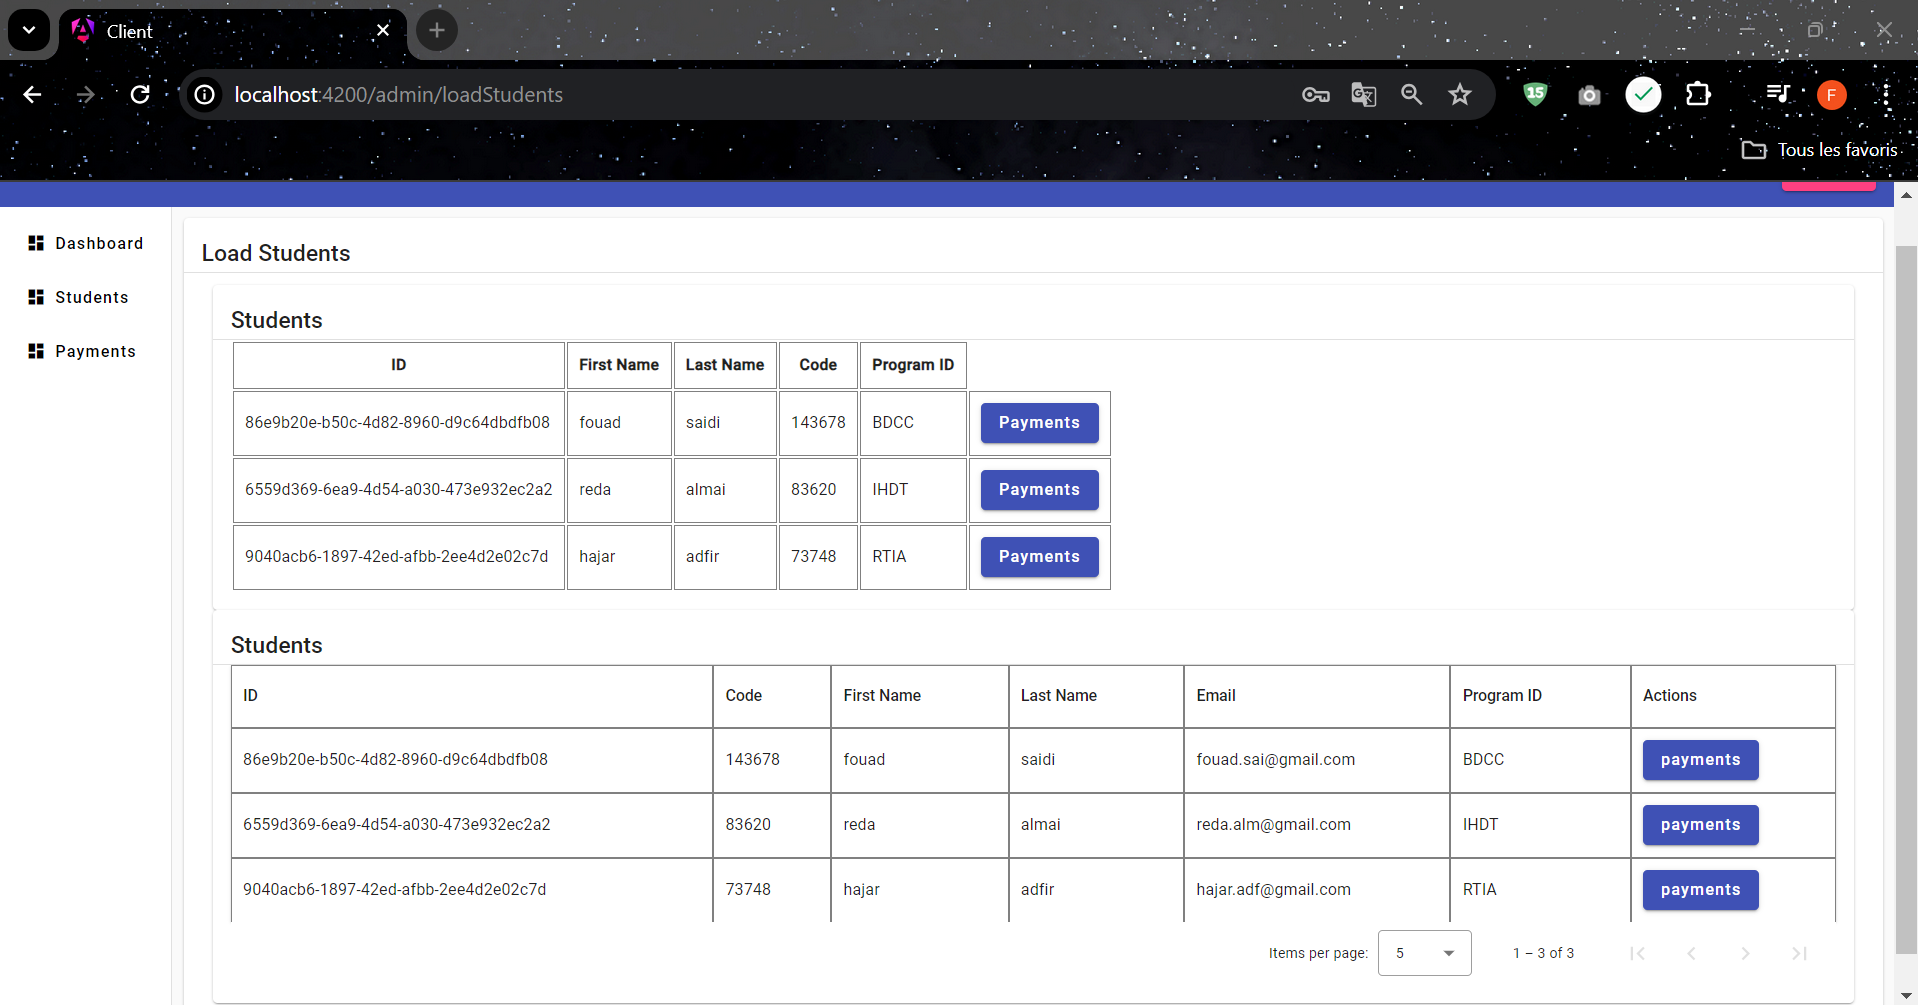 Client
localhost:4200/admin/loadStudents
15
F
Tous les favoris
Dashboard
Students
Payments
Load Students
Students
ID First Name Last Name Code Program ID
86e9b20e-b50c-4d82-8960-d9c64dbdfb08 fouad saidi 143678 BDCC Payments
6559d369-6ea9-4d54-a030-473e932ec2a2 reda almai 83620 IHDT Payments
9040acb6-1897-42ed-afbb-2ee4d2e02c7d hajar adfir 73748 RTIA Payments
Students
ID Code First Name Last Name Email Program ID Actions
86e9b20e-b50c-4d82-8960-d9c64dbdfb08 143678 fouad saidi fouad.sai@gmail.com BDCC payments
6559d369-6ea9-4d54-a030-473e932ec2a2 83620 reda almai reda.alm@gmail.com IHDT payments
9040acb6-1897-42ed-afbb-2ee4d2e02c7d 73748 hajar adfir hajar.adf@gmail.com RTIA payments
Items per page: 5 1 – 3 of 3